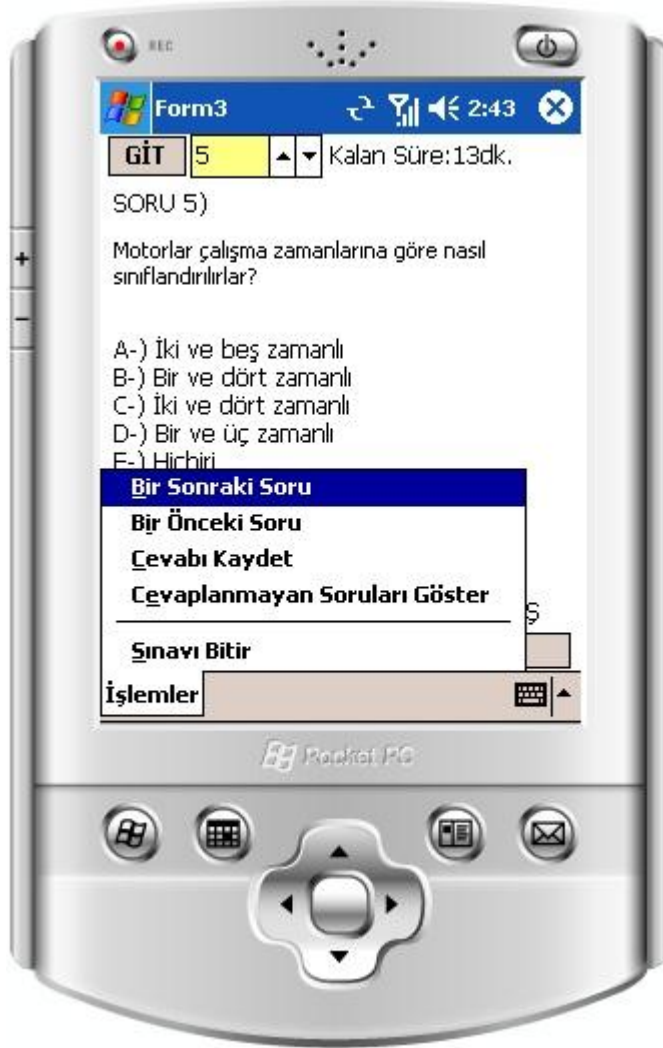 REC
Form3 2:43
GİT 5 Kalan Süre:13dk.
SORU 5)
Motorlar çalışma zamanlarına göre nasıl
sınıflandırılırlar?
A-) İki ve beş zamanlı
B-) Bir ve dört zamanlı
C-) İki ve dört zamanlı
D-) Bir ve üç zamanlı
E-) Hiçbiri
Bir Sonraki Soru
Bir Önceki Soru
Cevabı Kaydet
Cevaplanmayan Soruları Göster
Ş
Sınavı Bitir
İşlemler
Pocket PC
+
-